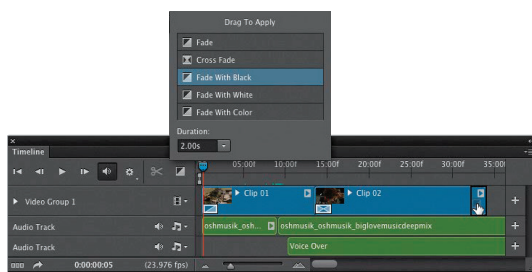 Drag To Apply
Fade
Cross Fade
Fade With Black
Fade With White
Fade With Color
Duration:
2.00s
Timeline
05:00f 10:00f 15:00f 20:00f 25:00f 30:00f 35:00f
Video Group 1
Clip 01
Clip 02
Audio Track
oshmusik_osh...
oshmusik_oshmusik_biglovemusicdeepmix
Audio Track
Voice Over
0:00:00:05
(23.976 fps)